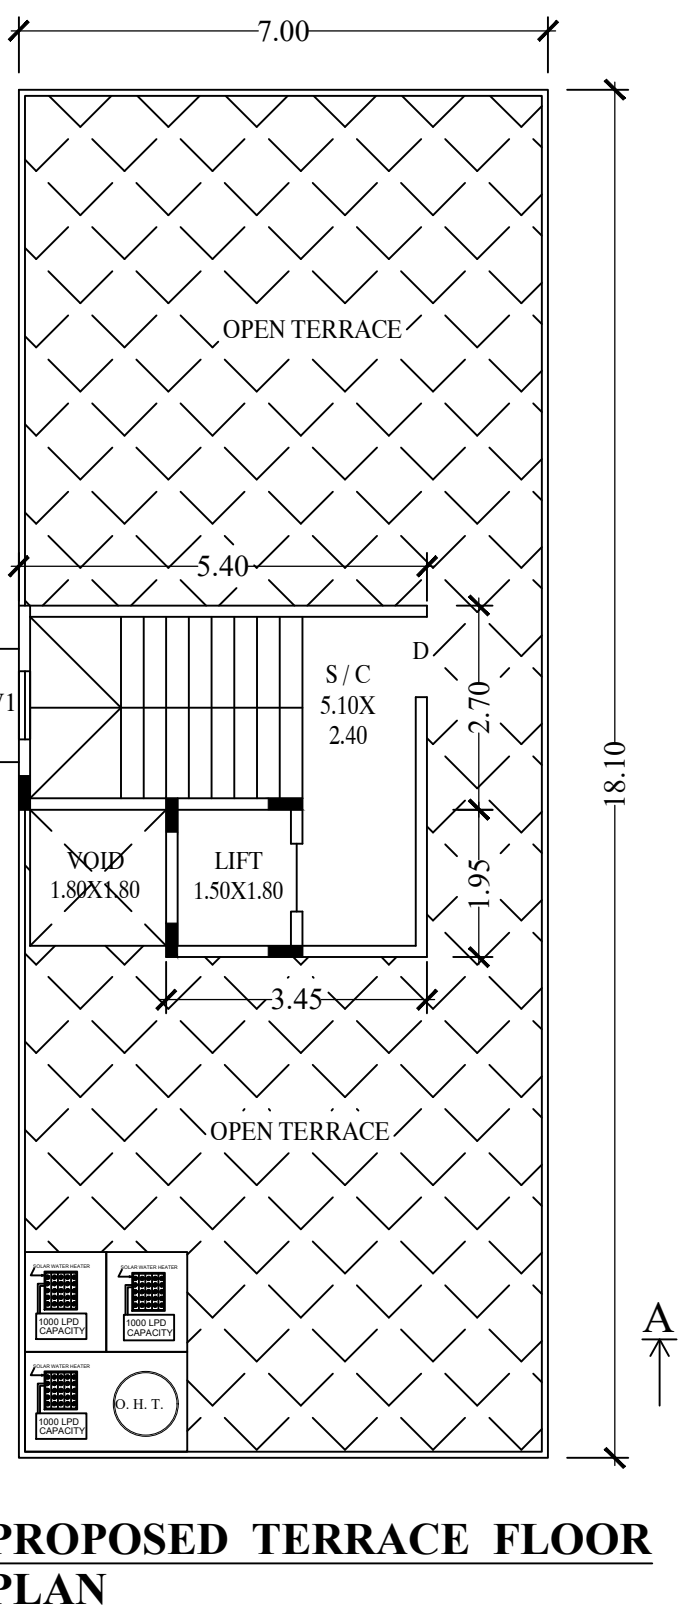 7.00
OPEN TERRACE
5.40
D
S / C
5.10X
2.40
2.70
18.10
VOID
1.80X1.80
LIFT
1.50X1.80
1.95
3.45
OPEN TERRACE
SOLAR WATER HEATER
1000 LPD
CAPACITY
SOLAR WATER HEATER
1000 LPD
CAPACITY
SOLAR WATER HEATER
1000 LPD
CAPACITY
O. H. T.
A
PROPOSED TERRACE FLOOR
PLAN